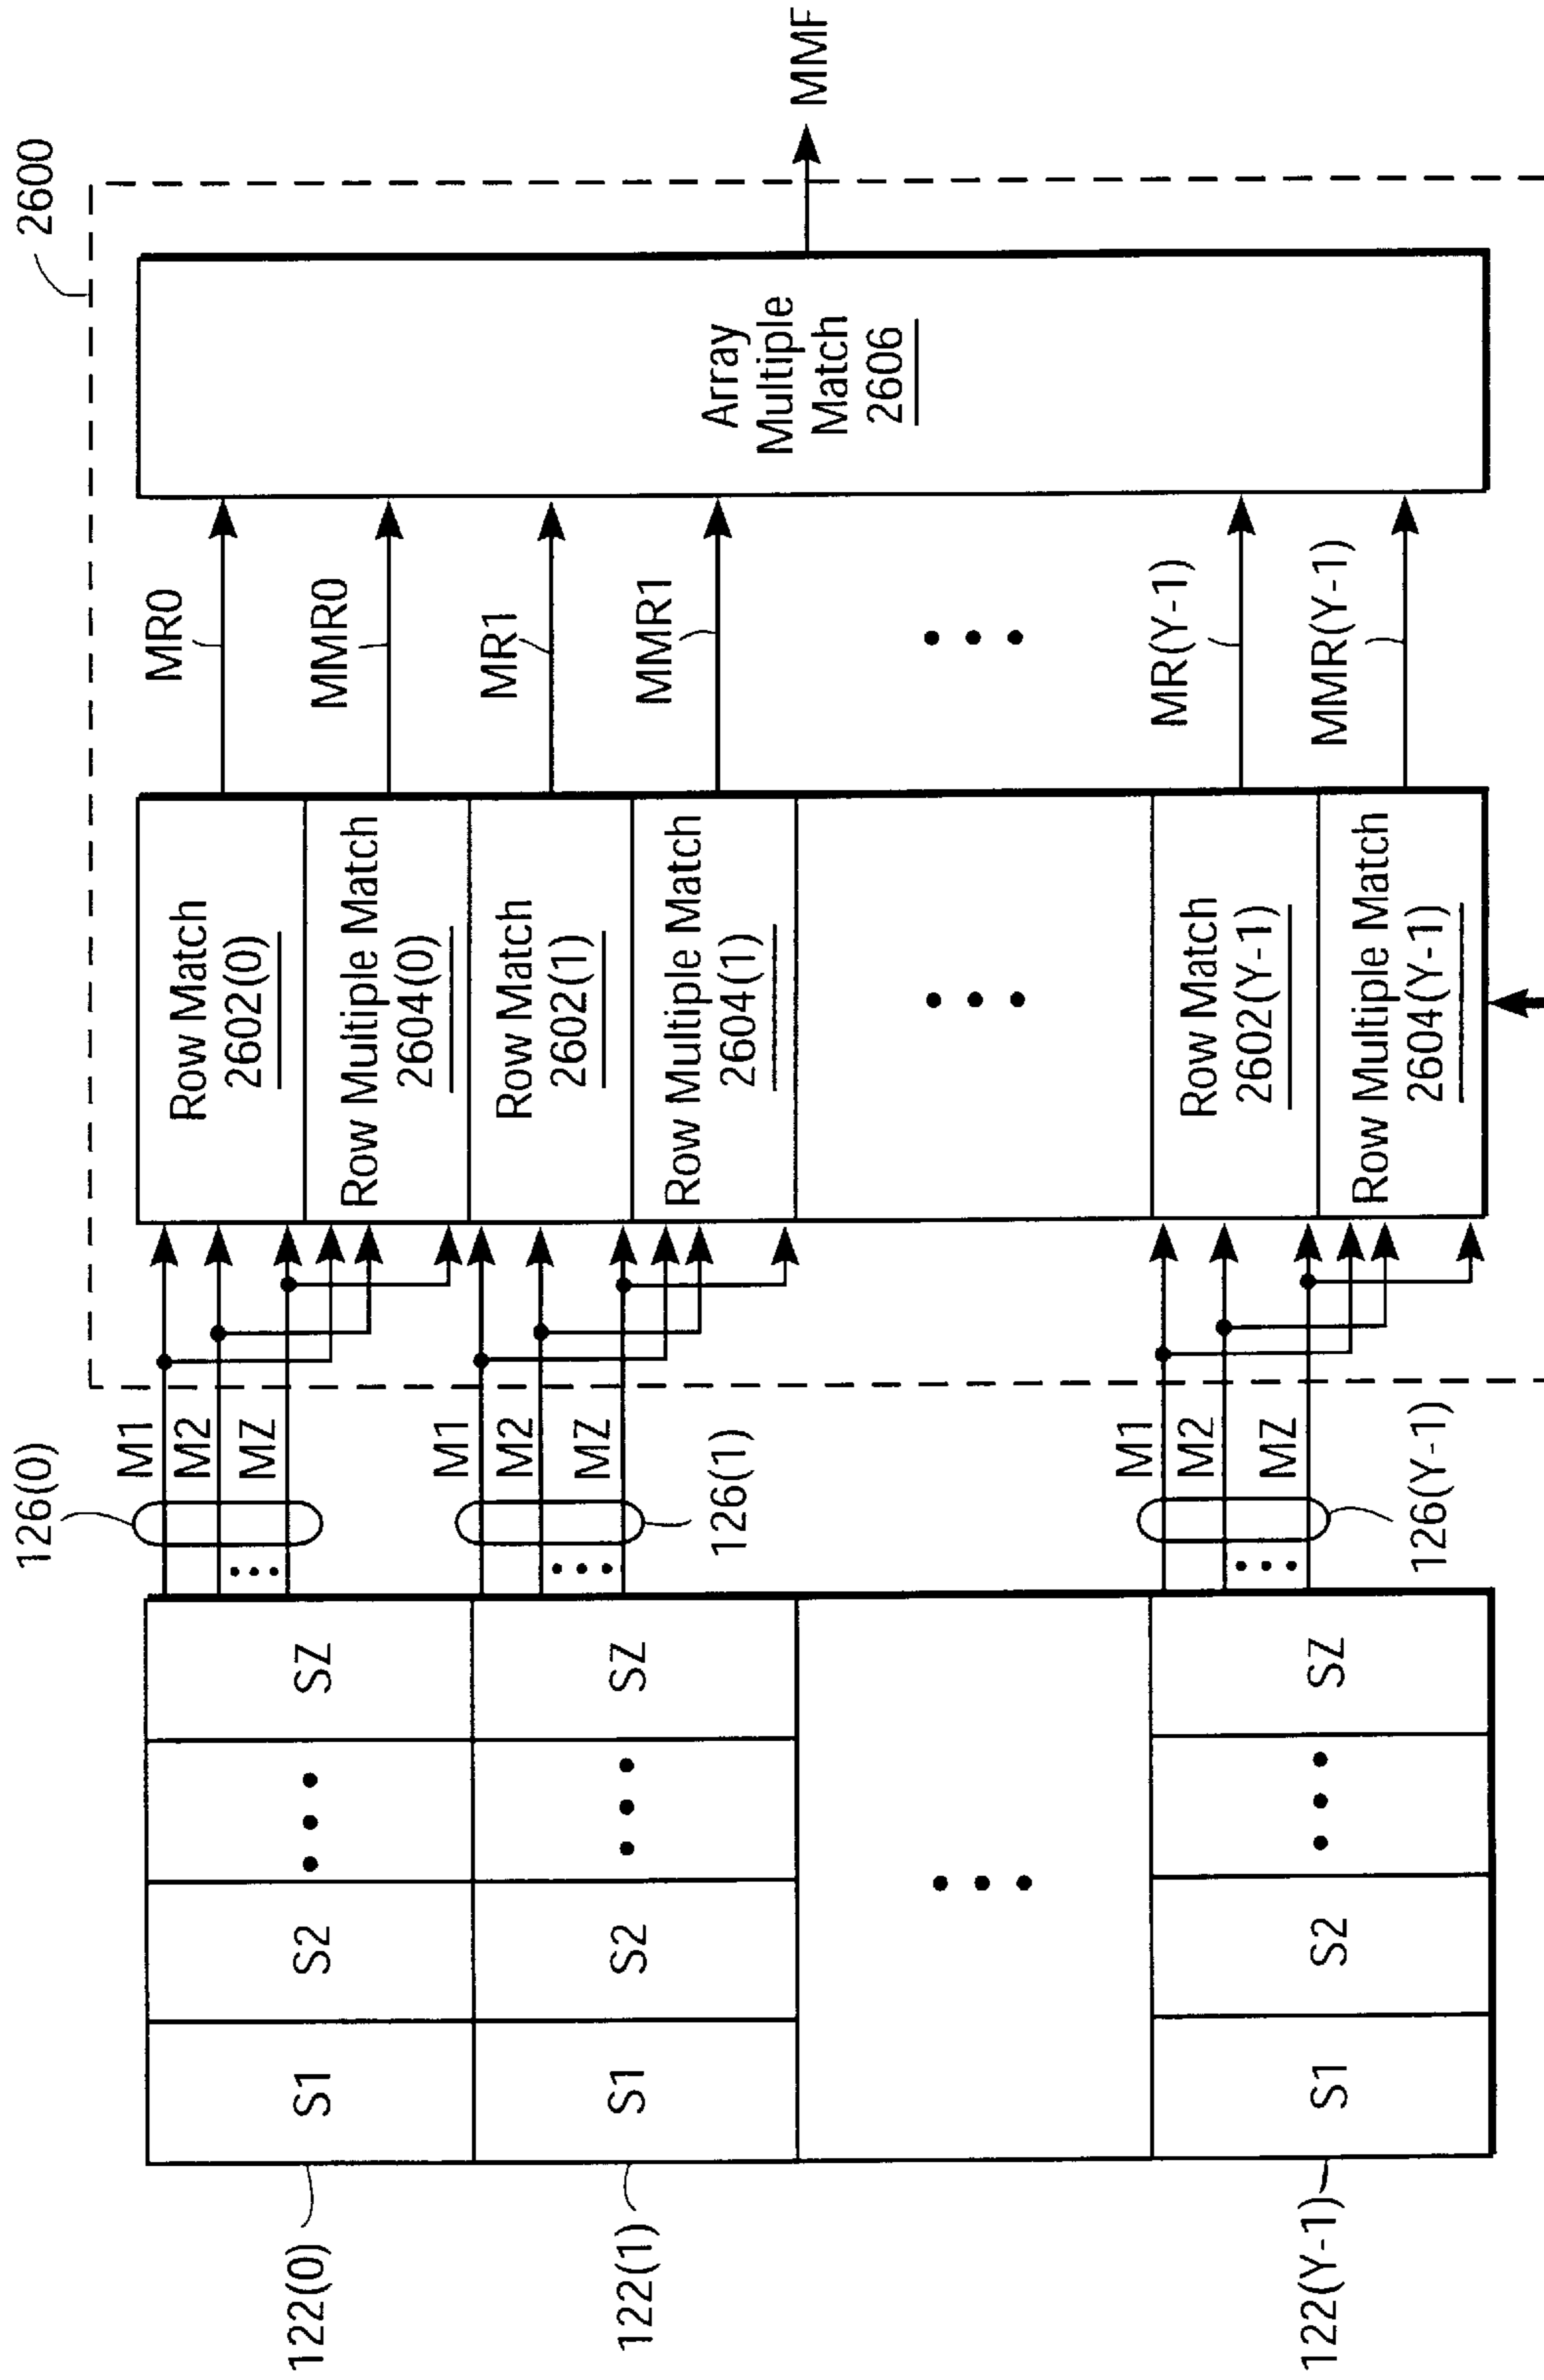 2600
126(0)
M1
M2
MZ
126(1)
M1
M2
MZ
126(Y-1)
M1
M2
MZ
122(0)
S1
S2
SZ
122(1)
S1
S2
SZ
122(Y-1)
S1
S2
SZ
Row Match
2602(0)
Row Multiple Match
2604(0)
Row Match
2602(1)
Row Multiple Match
2604(1)
Row Match
2602(Y-1)
Row Multiple Match
2604(Y-1)
MR0
MMR0
MR1
MMR1
MR(Y-1)
MMR(Y-1)
Array
Multiple
Match
2606
MMF